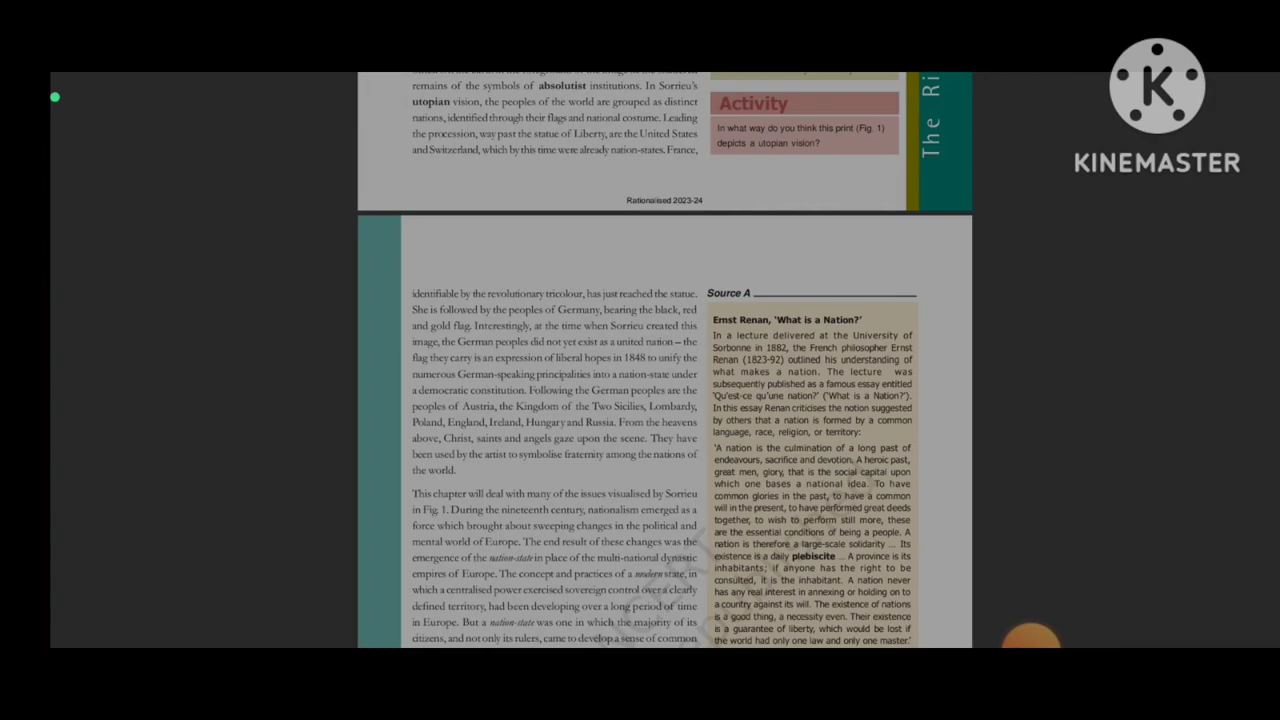 remains of the symbols of absolutist institutions. In Sorrieu's
utopian vision, the peoples of the world are grouped as distinct
nations, identified through their flags and national costume. Leading
the procession, way past the statue of Liberty, are the United States
and Switzerland, which by this time were already nation-states. France,
Activity
In what way do you think this print (Fig. 1)
depicts a utopian vision?
The Ri
K
KINEMASTER
Rationalised 2023-24
identifiable by the revolutionary tricolour, has just reached the statue.
She is followed by the peoples of Germany, bearing the black, red
and gold flag. Interestingly, at the time when Sorrieu created this
image, the German peoples did not yet exist as a united nation – the
flag they carry is an expression of liberal hopes in 1848 to unify the
numerous German-speaking principalities into a nation-state under
a democratic constitution. Following the German peoples are the
peoples of Austria, the Kingdom of the Two Sicilies, Lombardy,
Poland, England, Ireland, Hungary and Russia. From the heavens
above, Christ, saints and angels gaze upon the scene. They have
been used by the artist to symbolise fraternity among the nations of
the world.
This chapter will deal with many of the issues visualised by Sorrieu
in Fig. 1. During the nineteenth century, nationalism emerged as a
force which brought about sweeping changes in the political and
mental world of Europe. The end result of these changes was the
emergence of the nation-state in place of the multi-national dynastic
empires of Europe. The concept and practices of a modern state, in
which a centralised power exercised sovereign control over a clearly
defined territory, had been developing over a long period of time
in Europe. But a nation-state was one in which the majority of its
citizens, and not only its rulers, came to develop a sense of common
Source A
Ernst Renan, 'What is a Nation?'
In a lecture delivered at the University of
Sorbonne in 1882, the French philosopher Ernst
Renan (1823-92) outlined his understanding of
what makes a nation. The lecture was
subsequently published as a famous essay entitled
'Qu'est-ce qu'une nation?' ('What is a Nation?').
In this essay Renan criticises the notion suggested
by others that a nation is formed by a common
language, race, religion, or territory:
'A nation is the culmination of a long past of
endeavours, sacrifice and devotion. A heroic past,
great men, glory, that is the social capital upon
which one bases a national idea. To have
common glories in the past, to have a common
will in the present, to have performed great deeds
together, to wish to perform still more, these
are the essential conditions of being a people. A
nation is therefore a large-scale solidarity ... Its
existence is a daily plebiscite ... A province is its
inhabitants; if anyone has the right to be
consulted, it is the inhabitant. A nation never
has any real interest in annexing or holding on to
a country against its will. The existence of nations
is a good thing, a necessity even. Their existence
is a guarantee of liberty, which would be lost if
the world had only one law and only one master.'